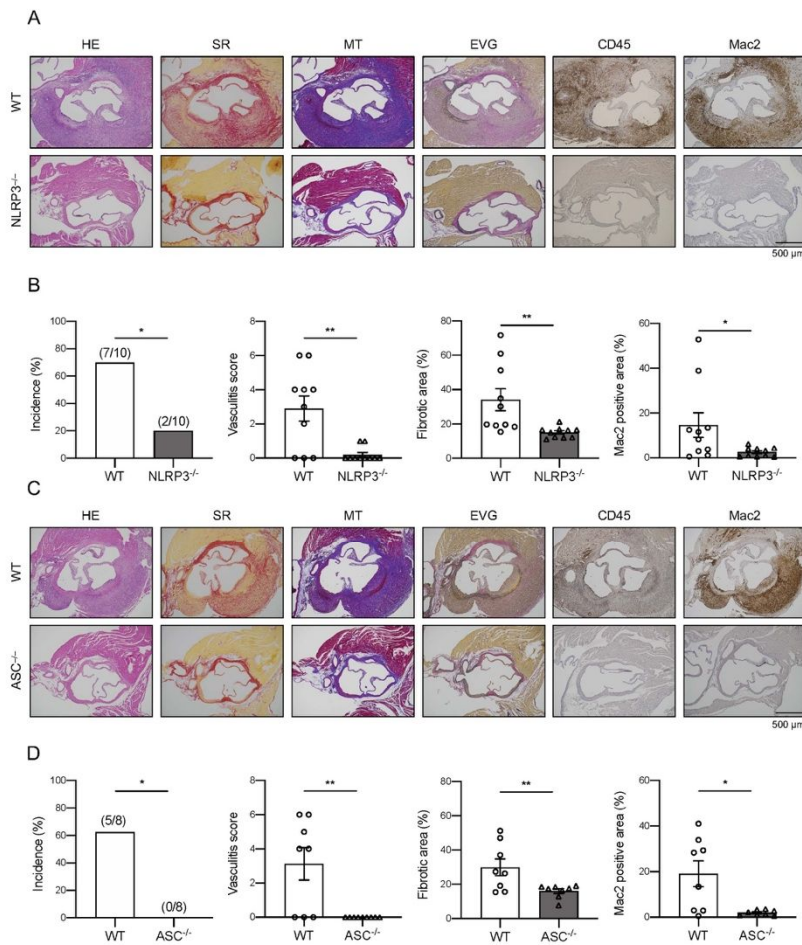 A
HE SR MT EVG CD45 Mac2
WT
NLRP3-/-
500 µm
B
100
80
60
40
20
0
Incidence (%)
*
(7/10)
(2/10)
WT NLRP3-/-
8
6
4
2
0
Vasculitis score
**
WT NLRP3-/-
80
60
40
20
0
Fibrotic area (%)
**
WT NLRP3-/-
60
40
20
0
Mac2 positive area (%)
*
WT NLRP3-/-
C
HE SR MT EVG CD45 Mac2
WT
ASC-/-
500 µm
D
100
80
60
40
20
0
Incidence (%)
*
(5/8)
(0/8)
WT ASC-/-
8
6
4
2
0
Vasculitis score
**
WT ASC-/-
80
60
40
20
0
Fibrotic area (%)
**
WT ASC-/-
60
40
20
0
Mac2 positive area (%)
*
WT ASC-/-